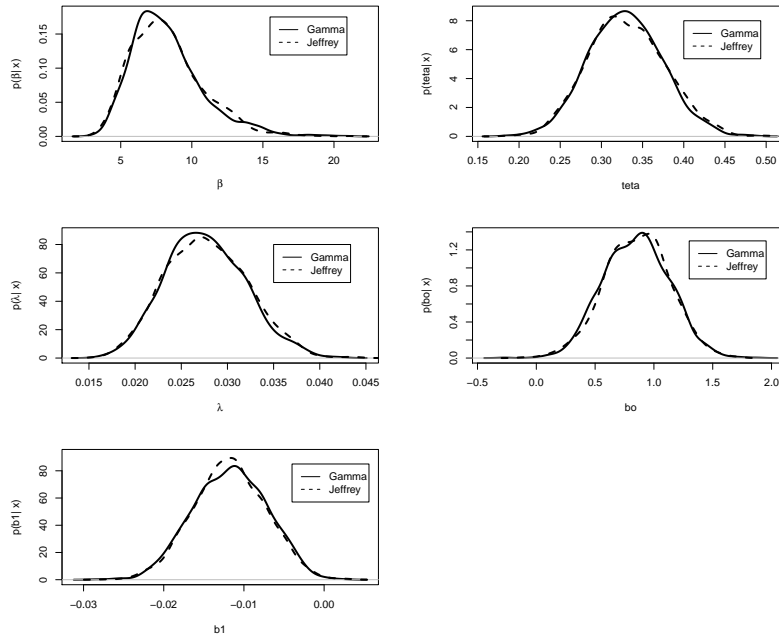 p(β| x)
0.00 0.05 0.10 0.15
5 10 15 20
β
Gamma
Jeffrey
p(teta| x)
0 2 4 6 8
0.15 0.20 0.25 0.30 0.35 0.40 0.45 0.50
teta
Gamma
Jeffrey
p(λ| x)
0 20 40 60 80
0.015 0.020 0.025 0.030 0.035 0.040 0.045
λ
Gamma
Jeffrey
p(bo| x)
0.0 0.4 0.8 1.2
−0.5 0.0 0.5 1.0 1.5 2.0
bo
Gamma
Jeffrey
p(b1| x)
0 20 40 60 80
−0.03 −0.02 −0.01 0.00
b1
Gamma
Jeffrey